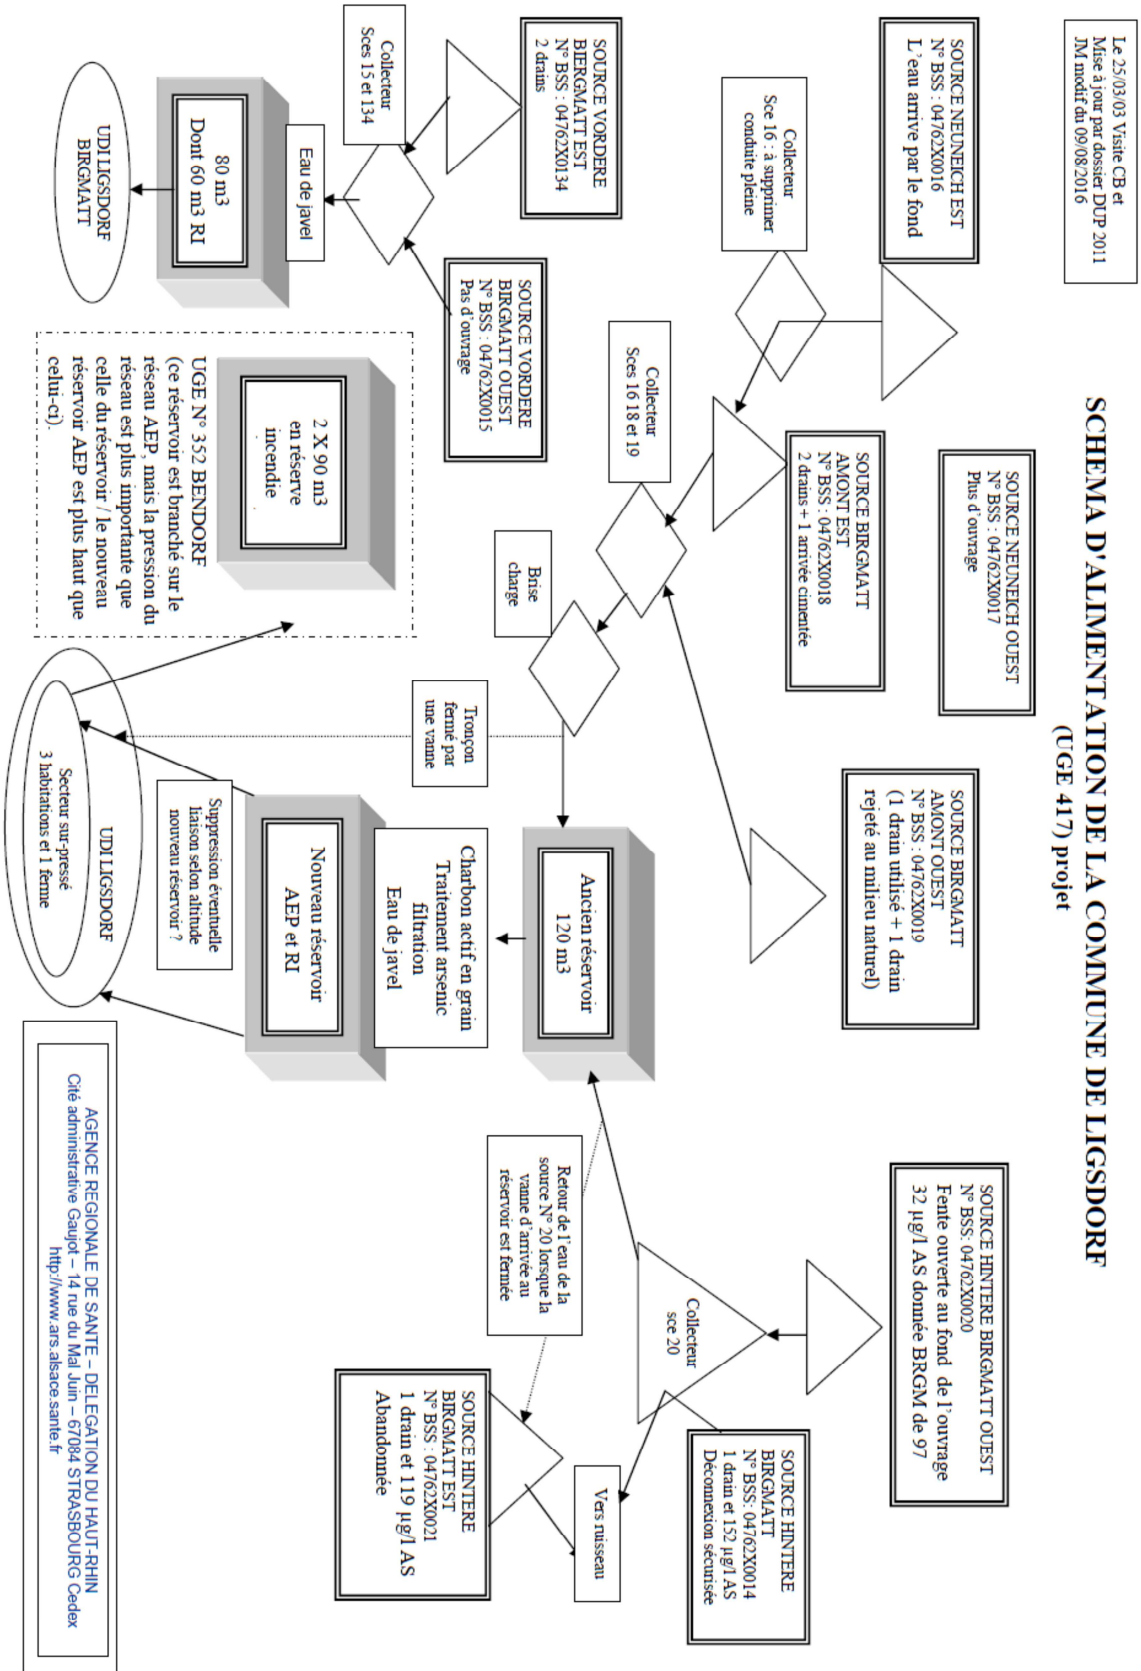 Le 25/03/03 Visite CB et
Mise à jour par dossier DUP 2011
JM modif du 09/08/2016
SCHEMA D'ALIMENTATION DE LA COMMUNE DE LIGSDORF
(UGE 417) projet
SOURCE NEUNEICH EST
N° BSS : 04762X0016
L'eau arrive par le fond
SOURCE NEUNEICH OUEST
N° BSS : 04762X0017
Plus d'ouvrage
SOURCE BIRGMATT
AMONT OUEST
N° BSS : 04762X0019
(1 drain utilisé + 1 drain
rejeté au milieu naturel)
SOURCE HINTERE BIRGMATT OUEST
N° BSS: 04762X0020
Fente ouverte au fond de l'ouvrage
32 µg/l AS donnée BRGM de 97
Collecteur
Sce 16 : à supprimer
conduite pleine
SOURCE BIRGMATT
AMONT EST
N° BSS : 04762X0018
2 drains + 1 arrivée cimentée
SOURCE VORDERE
BIERGMATT EST
N° BSS : 04762X0134
2 drains
SOURCE VORDERE
BIRGMATT OUEST
N° BSS : 04762X0015
Pas d'ouvrage
Collecteur
Sces 16 18 et 19
Collecteur
sce 20
SOURCE HINTERE
BIRGMATT
N° BSS: 04762X0014
1 drain et 152 µg/l AS
Déconnexion sécurisée
Collecteur
Sces 15 et 134
Brise
charge
Ancien réservoir
120 m3
Retour de l'eau de la
source N° 20 lorsque la
vanne d'arrivée au
réservoir est fermée
Vers ruisseau
Eau de javel
Tronçon
fermé par
une vanne
Charbon actif en grain
Traitement arsenic
filtration
Eau de javel
SOURCE HINTERE
BIRGMATT EST
N° BSS : 04762X0021
1 drain et 119 µg/l AS
Abandonnée
80 m3
Dont 60 m3 RI
2 X 90 m3
en réserve
incendie
UGE N° 352 BENDORF
(ce réservoir est branché sur le
réseau AEP, mais la pression du
réseau est plus importante que
celle du réservoir / le nouveau
réservoir AEP est plus haut que
celui-ci).
Nouveau réservoir
AEP et RI
Suppression éventuelle
liaison selon altitude
nouveau réservoir ?
UDI LIGSDORF
BIRGMATT
UDI LIGSDORF
Secteur sur-pressé
3 habitations et 1 ferme
AGENCE REGIONALE DE SANTE – DELEGATION DU HAUT-RHIN
Cité administrative Gaujot – 14 rue du Mal Juin – 67084 STRASBOURG Cedex
http://www.ars.alsace.sante.fr